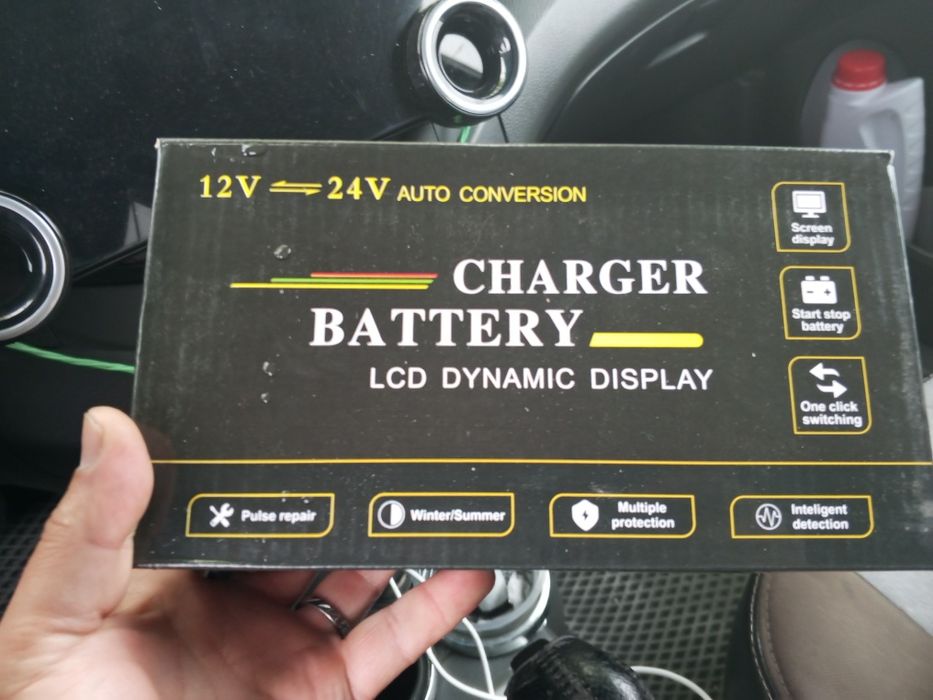 12V ⇌ 24V AUTO CONVERSION
CHARGER
BATTERY
LCD DYNAMIC DISPLAY
Screen
display
Start stop
battery
One click
switching
Pulse repair
Winter/Summer
Multiple
protection
Inteligent
detection